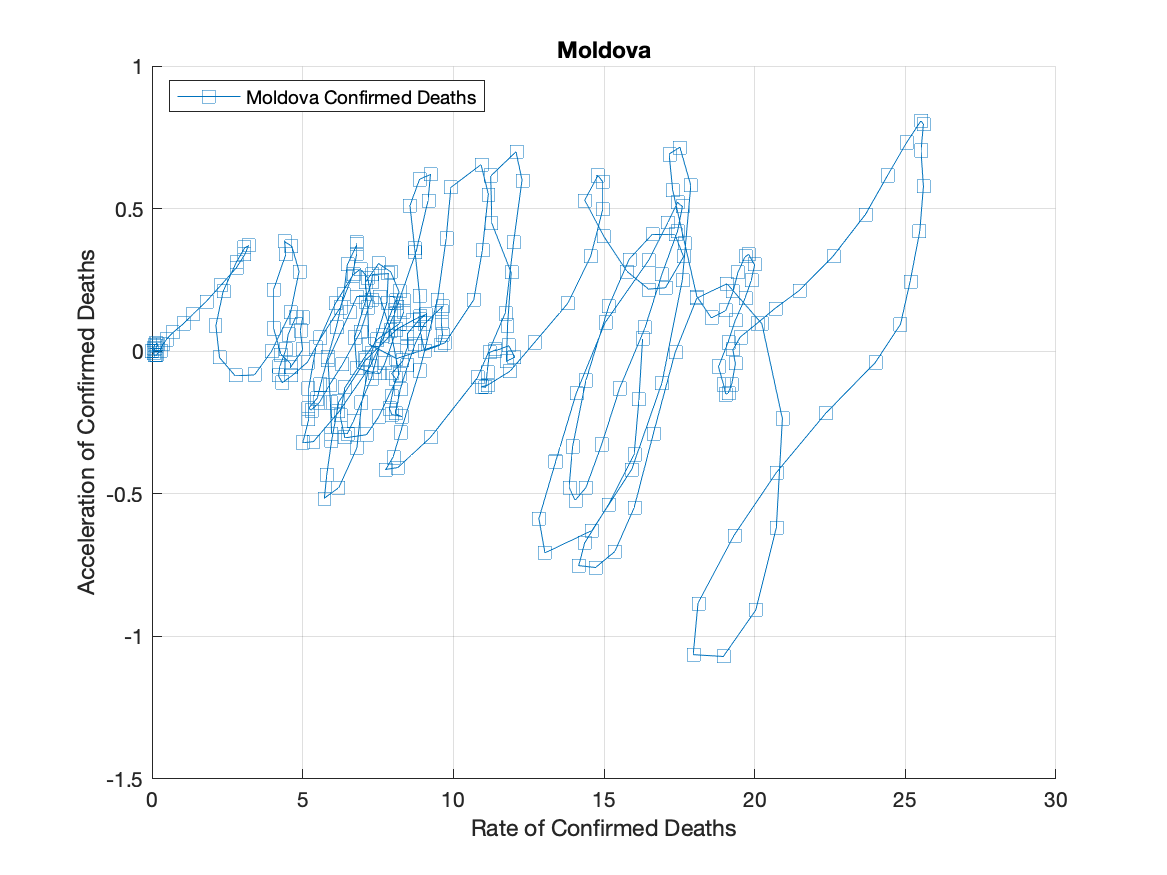 Moldova
Moldova Confirmed Deaths
1
0.5
0
-0.5
-1
-1.5
Acceleration of Confirmed Deaths
0 5 10 15 20 25 30
Rate of Confirmed Deaths